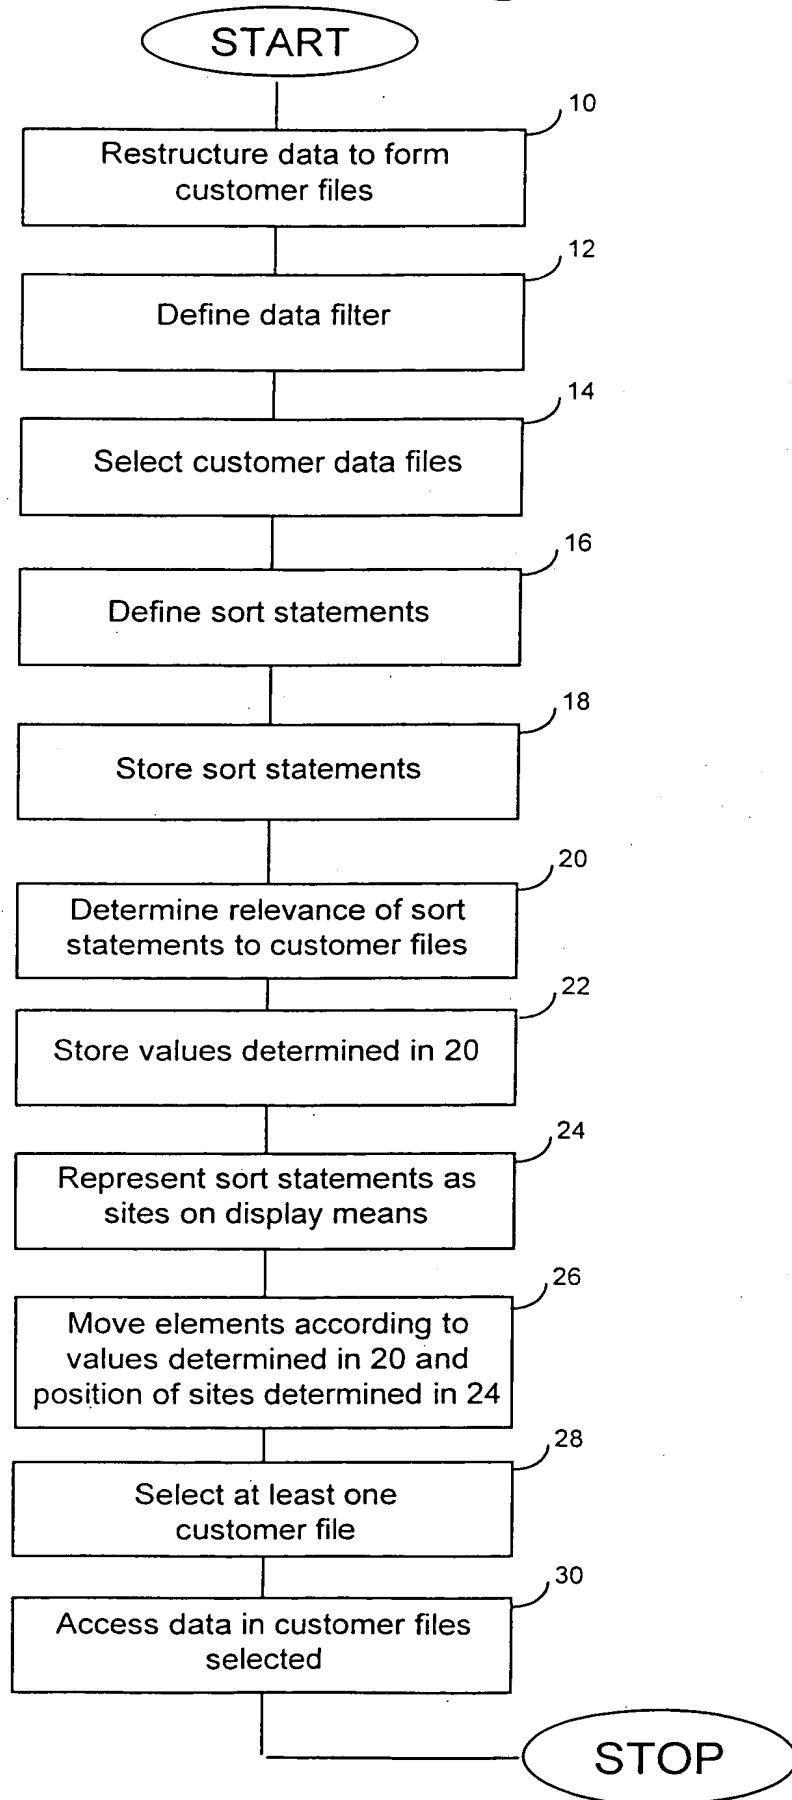 START
10
Restructure data to form
customer files
12
Define data filter
14
Select customer data files
16
Define sort statements
18
Store sort statements
20
Determine relevance of sort
statements to customer files
22
Store values determined in 20
24
Represent sort statements as
sites on display means
26
Move elements according to
values determined in 20 and
position of sites determined in 24
28
Select at least one
customer file
30
Access data in customer files
selected
STOP